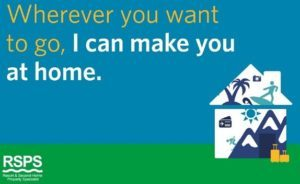 Wherever you want
to go, I can make you
at home.
RSPS
Resort & Second-Home
Property Specialist